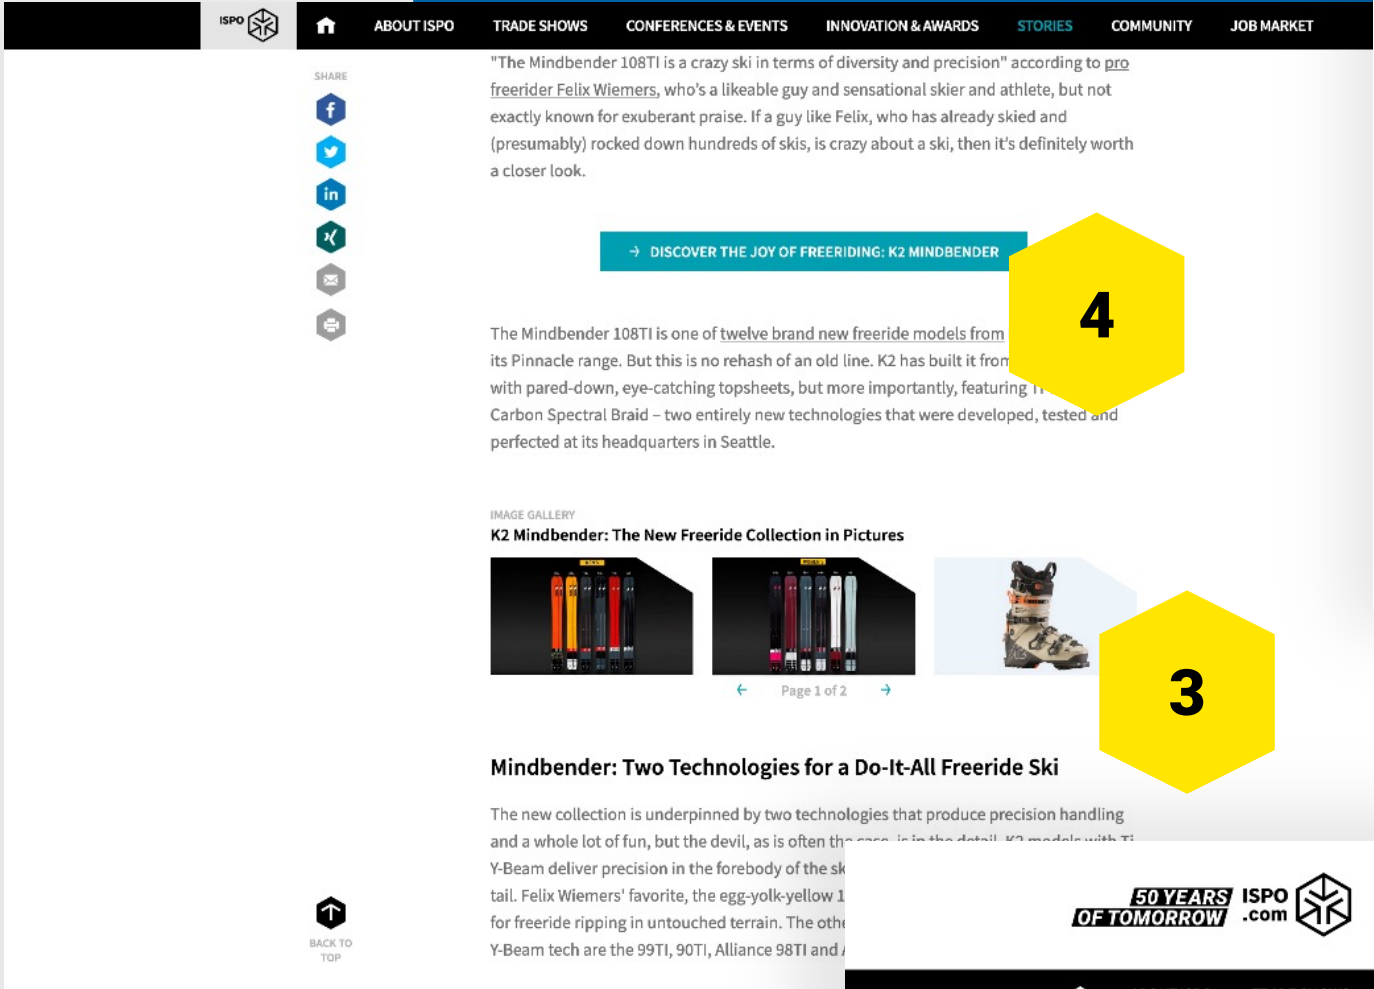 ISPO
ABOUT ISPO
TRADE SHOWS
CONFERENCES & EVENTS
INNOVATION & AWARDS
STORIES
COMMUNITY
JOB MARKET
SHARE
"The Mindbender 108TI is a crazy ski in terms of diversity and precision" according to pro
freerider Felix Wiemers, who's a likeable guy and sensational skier and athlete, but not
exactly known for exuberant praise. If a guy like Felix, who has already skied and
(presumably) rocked down hundreds of skis, is crazy about a ski, then it's definitely worth
a closer look.
→ DISCOVER THE JOY OF FREERIDING: K2 MINDBENDER
4
The Mindbender 108TI is one of twelve brand new freeride models from
its Pinnacle range. But this is no rehash of an old line. K2 has built it from
with pared-down, eye-catching topsheets, but more importantly, featuring
Carbon Spectral Braid – two entirely new technologies that were developed, tested and
perfected at its headquarters in Seattle.
IMAGE GALLERY
K2 Mindbender: The New Freeride Collection in Pictures
← Page 1 of 2 →
3
Mindbender: Two Technologies for a Do-It-All Freeride Ski
The new collection is underpinned by two technologies that produce precision handling
and a whole lot of fun, but the devil, as is often the case, is in the detail. K2 models with Ti
Y-Beam deliver precision in the forebody of the
tail. Felix Wiemers' favorite, the egg-yolk-yellow
for freeride ripping in untouched terrain. The
Y-Beam tech are the 99TI, 90TI, Alliance 98TI and
BACK TO
TOP
50 YEARS
OF TOMORROW
ISPO
.com